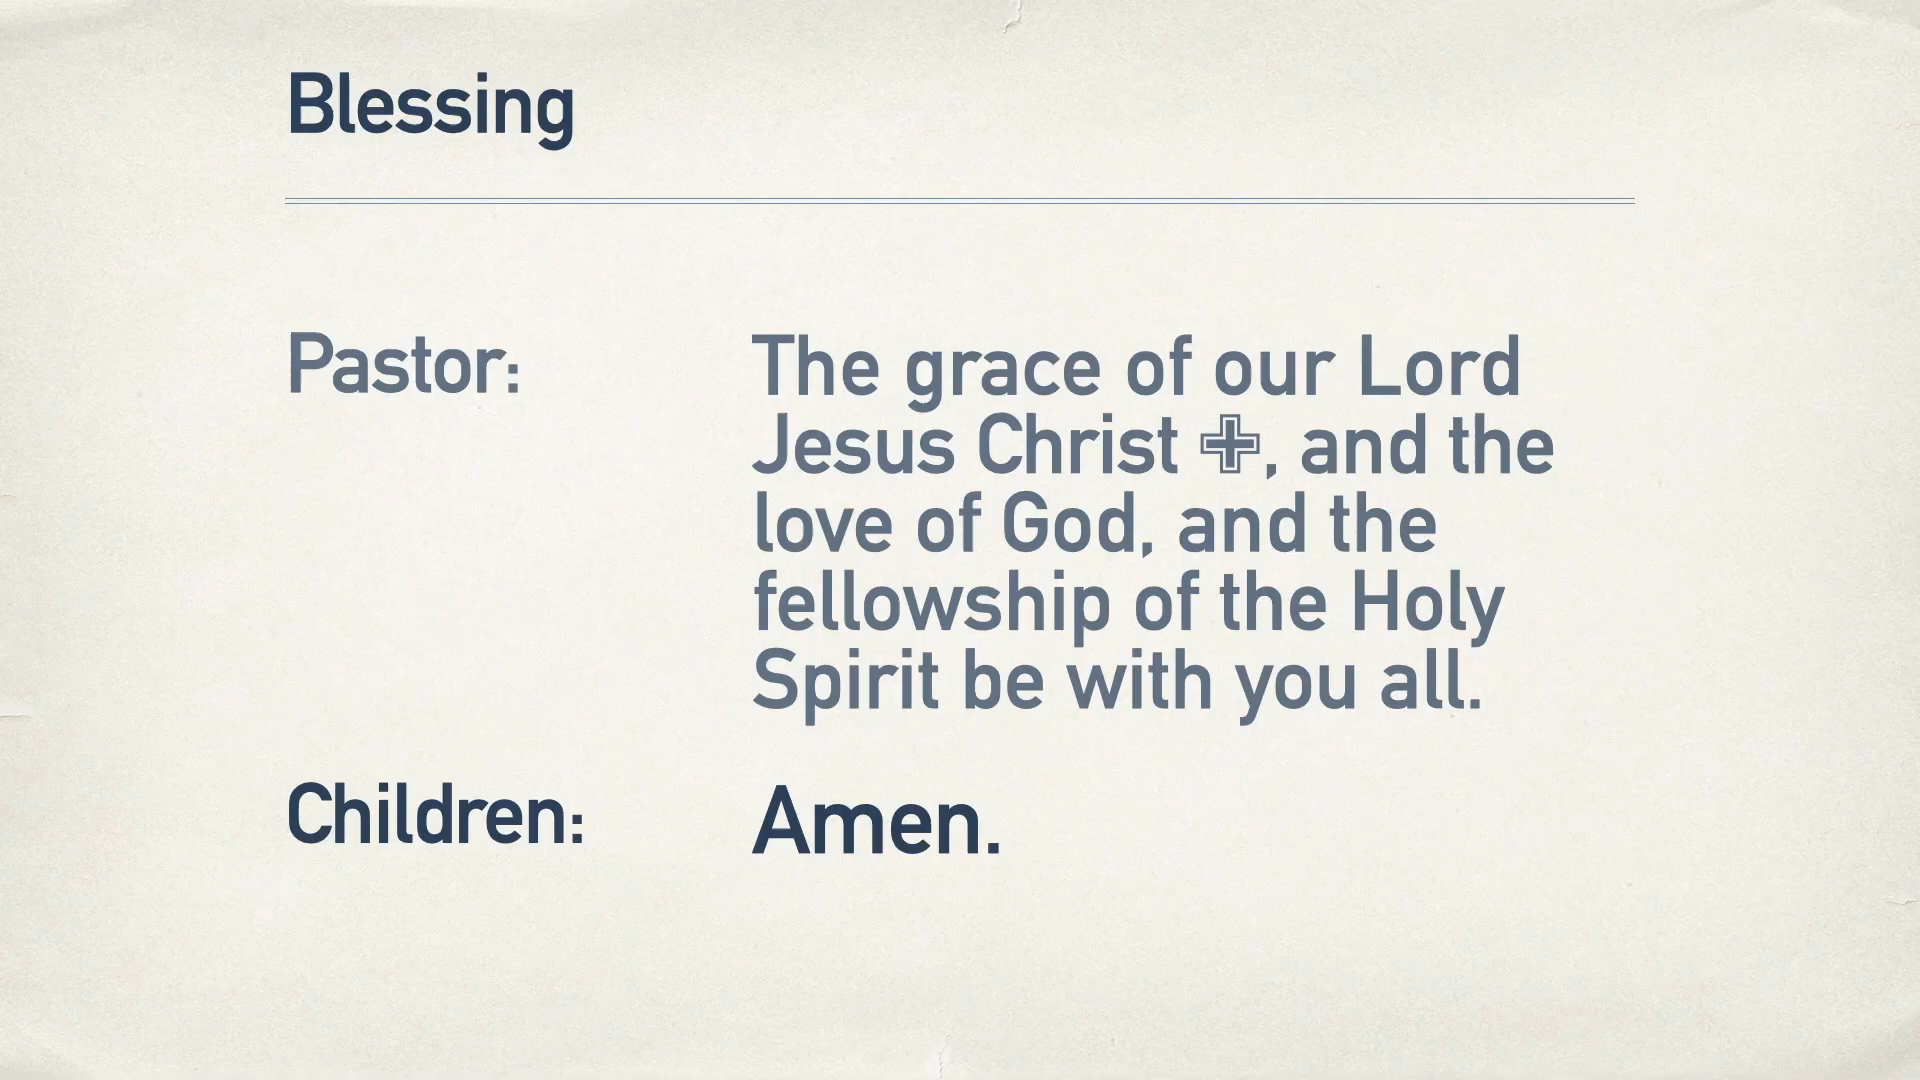 Blessing
Pastor: The grace of our Lord
Jesus Christ ✙, and the
love of God, and the
fellowship of the Holy
Spirit be with you all.
Children: Amen.